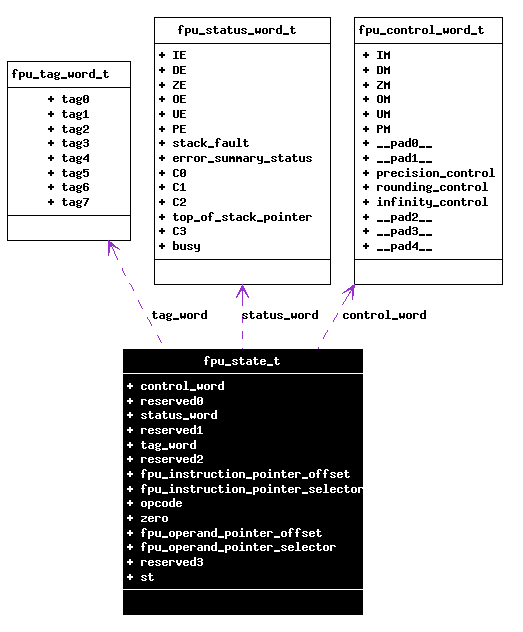 fpu_tag_word_t
+ tag0
+ tag1
+ tag2
+ tag3
+ tag4
+ tag5
+ tag6
+ tag7
fpu_status_word_t
+ IE
+ DE
+ ZE
+ OE
+ UE
+ PE
+ stack_fault
+ error_summary_status
+ C0
+ C1
+ C2
+ top_of_stack_pointer
+ C3
+ busy
fpu_control_word_t
+ IM
+ DM
+ ZM
+ OM
+ UM
+ PM
+ __pad0__
+ __pad1__
+ precision_control
+ rounding_control
+ infinity_control
+ __pad2__
+ __pad3__
+ __pad4__
tag_word
status_word
control_word
fpu_state_t
+ control_word
+ reserved0
+ status_word
+ reserved1
+ tag_word
+ reserved2
+ fpu_instruction_pointer_offset
+ fpu_instruction_pointer_selector
+ opcode
+ zero
+ fpu_operand_pointer_offset
+ fpu_operand_pointer_selector
+ reserved3
+ st